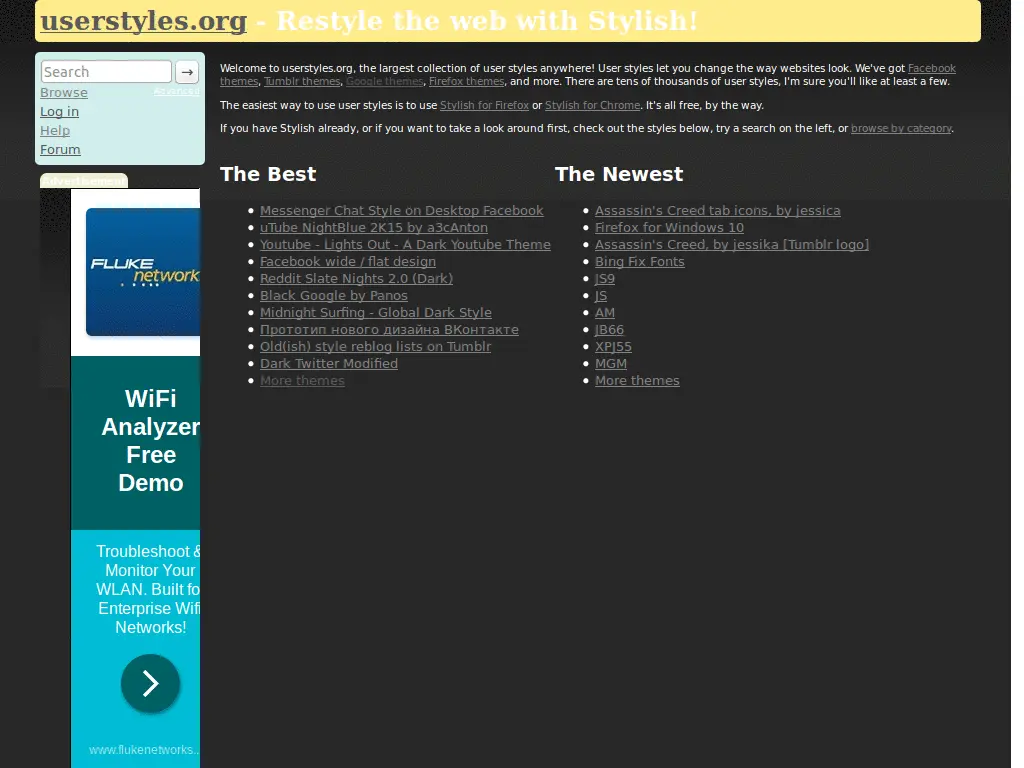 userstyles.org - Restyle the web with Stylish!
Search
→
Browse
Advanced
Log in
Help
Forum
Advertisement
FLUKE
network
WiFi
Analyzer
Free
Demo
Troubleshoot &
Monitor Your
WLAN. Built fo
Enterprise Wifi
Networks!
www.flukenetworks...
Welcome to userstyles.org, the largest collection of user styles anywhere! User styles let you change the way websites look. We've got Facebook
themes, Tumblr themes, Google themes, Firefox themes, and more. There are tens of thousands of user styles, I'm sure you'll like at least a few.
The easiest way to use user styles is to use Stylish for Firefox or Stylish for Chrome. It's all free, by the way.
If you have Stylish already, or if you want to take a look around first, check out the styles below, try a search on the left, or browse by category.
The Best
Messenger Chat Style on Desktop Facebook
uTube NightBlue 2K15 by a3cAnton
Youtube - Lights Out - A Dark Youtube Theme
Facebook wide / flat design
Reddit Slate Nights 2.0 (Dark)
Black Google by Panos
Midnight Surfing - Global Dark Style
Прототип нового дизайна ВКонтакте
Old(ish) style reblog lists on Tumblr
Dark Twitter Modified
More themes
The Newest
Assassin's Creed tab icons, by jessica
Firefox for Windows 10
Assassin's Creed, by jessika [Tumblr logo]
Bing Fix Fonts
JS9
JS
AM
JB66
XPJ55
MGM
More themes